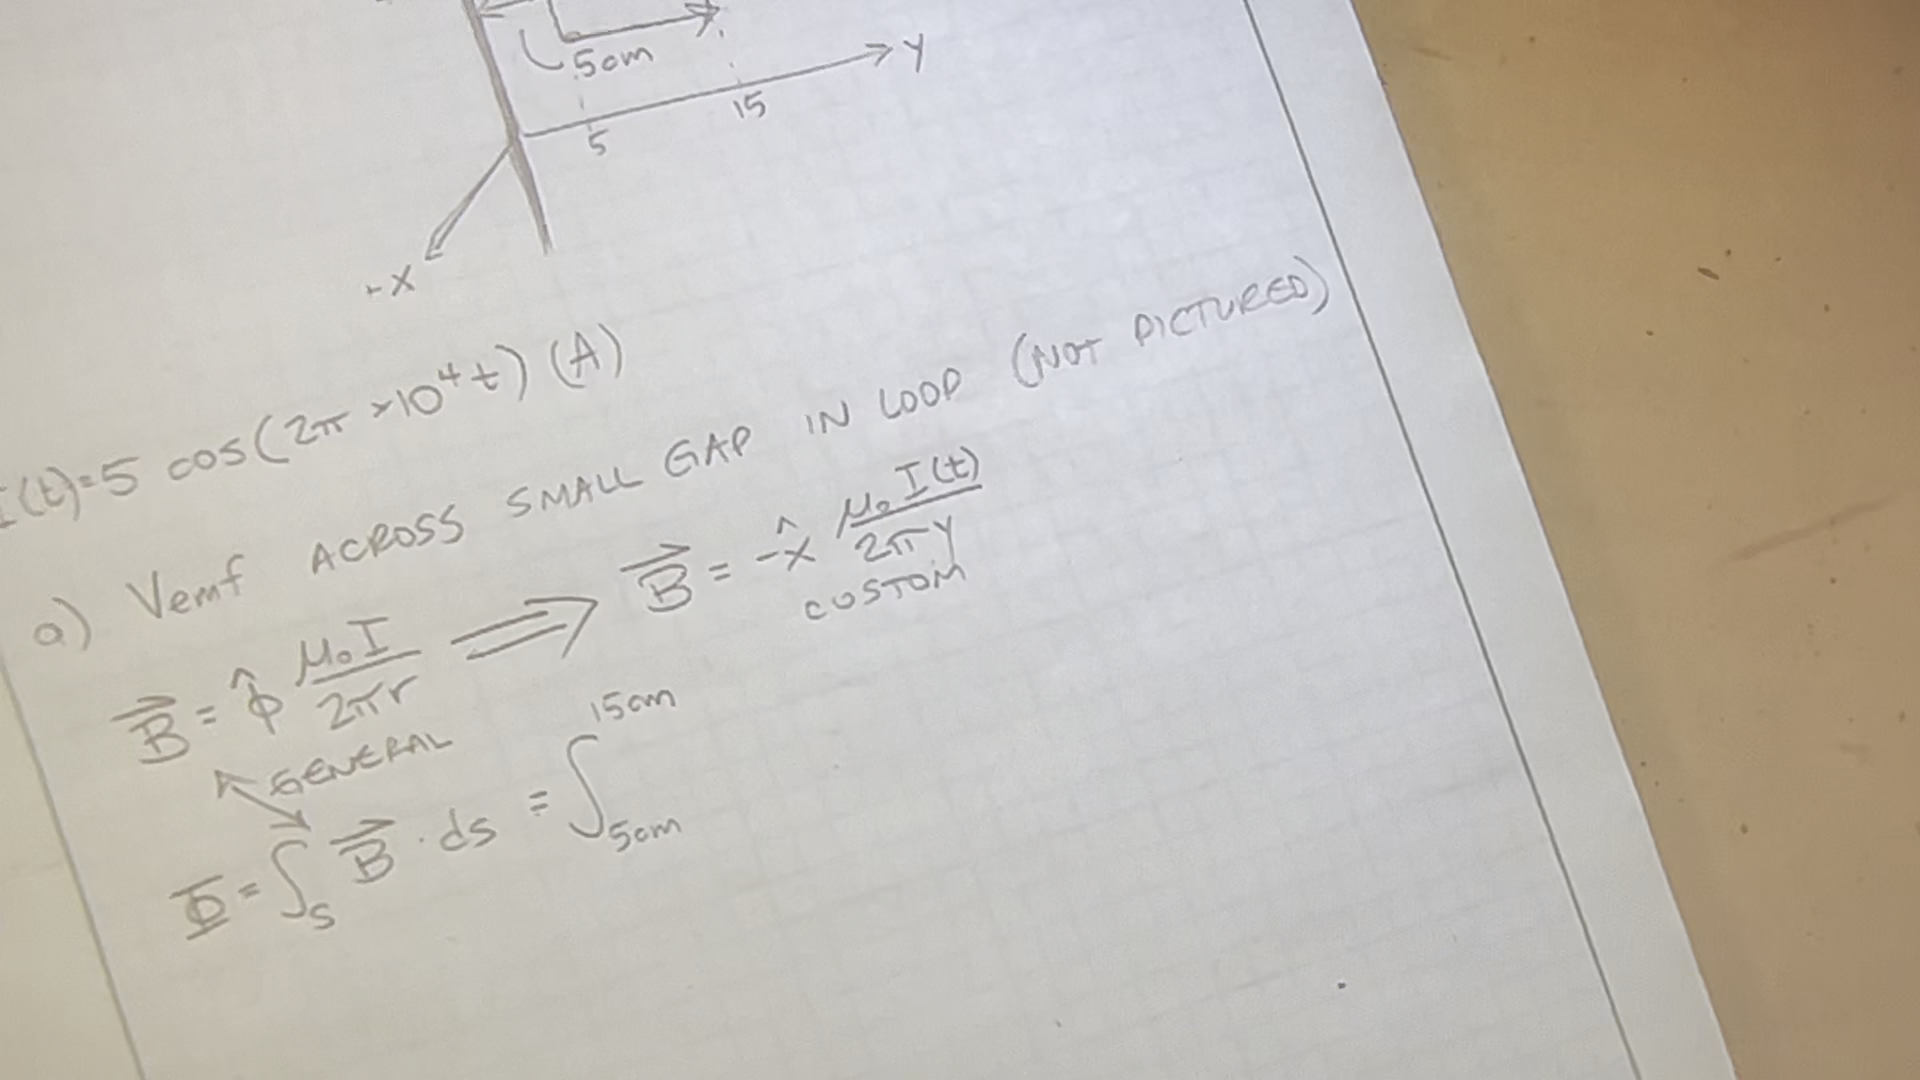 5cm
Y
15
5
-X
I(t)=5 cos(2π×10⁴t) (A)
a) Vemf ACROSS SMALL GAP IN LOOP (NOT PICTURED)
B⃗ = φ̂ μ₀I / 2πr ⟹ B⃗ = -x̂ μ₀I(t) / 2πy
GENERAL
COSTOM
Φ = ∫ₛ B⃗ · ds = ∫ 15cm 5cm